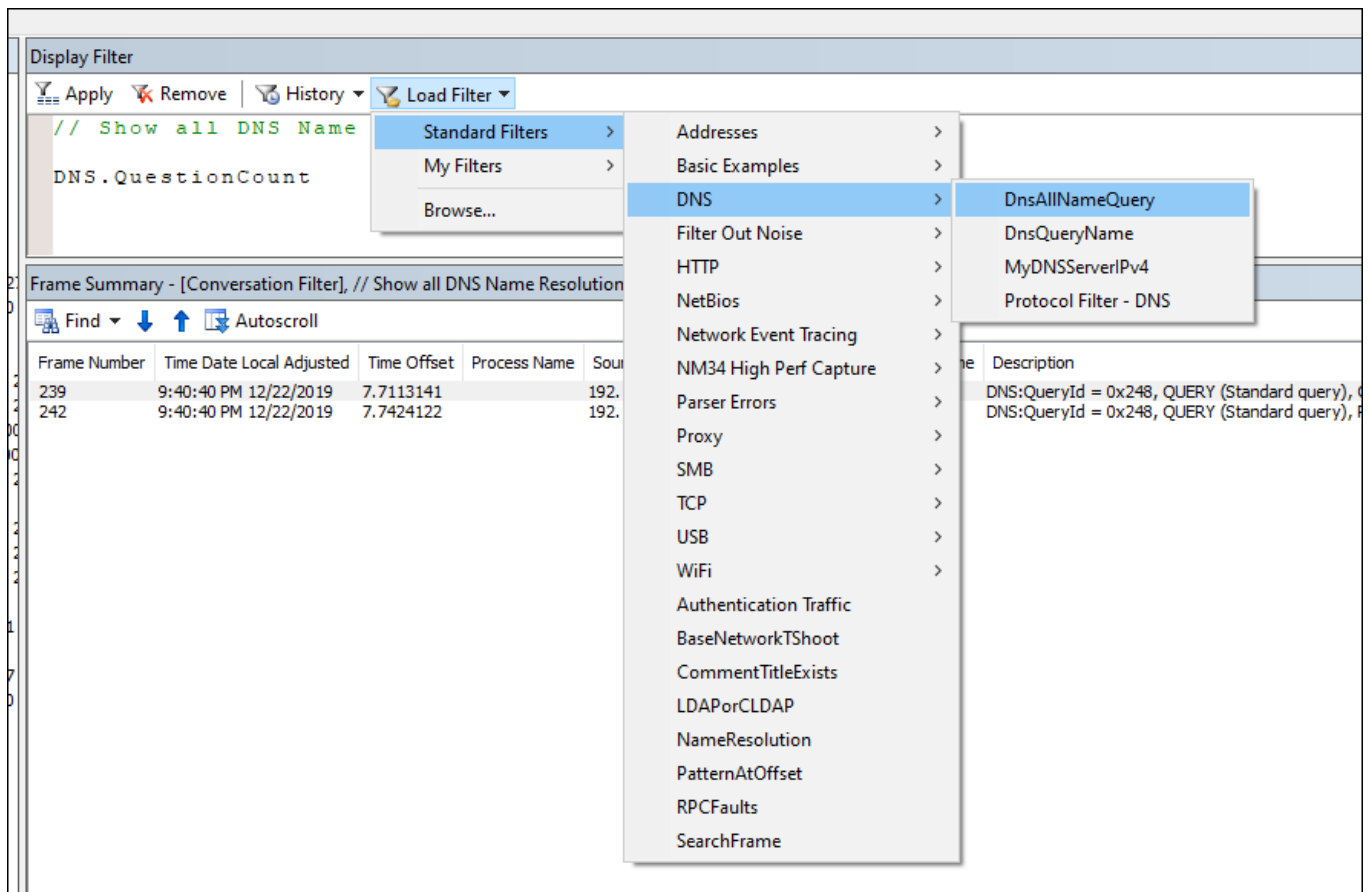 Display Filter
Apply Remove History Load Filter
// Show all DNS Name
DNS.QuestionCount
Standard Filters
My Filters
Browse...
Addresses
Basic Examples
DNS
Filter Out Noise
HTTP
NetBios
Network Event Tracing
NM34 High Perf Capture
Parser Errors
Proxy
SMB
TCP
USB
WiFi
Authentication Traffic
BaseNetworkTShoot
CommentTitleExists
LDAPorCLDAP
NameResolution
PatternAtOffset
RPCFaults
SearchFrame
DnsAllNameQuery
DnsQueryName
MyDNSServerIPv4
Protocol Filter - DNS
Frame Summary - [Conversation Filter], // Show all DNS Name Resolution
Find Autoscroll
Frame Number Time Date Local Adjusted Time Offset Process Name Sour Description
239 9:40:40 PM 12/22/2019 7.7113141 192. DNS:QueryId = 0x248, QUERY (Standard query),
242 9:40:40 PM 12/22/2019 7.7424122 192. DNS:QueryId = 0x248, QUERY (Standard query),